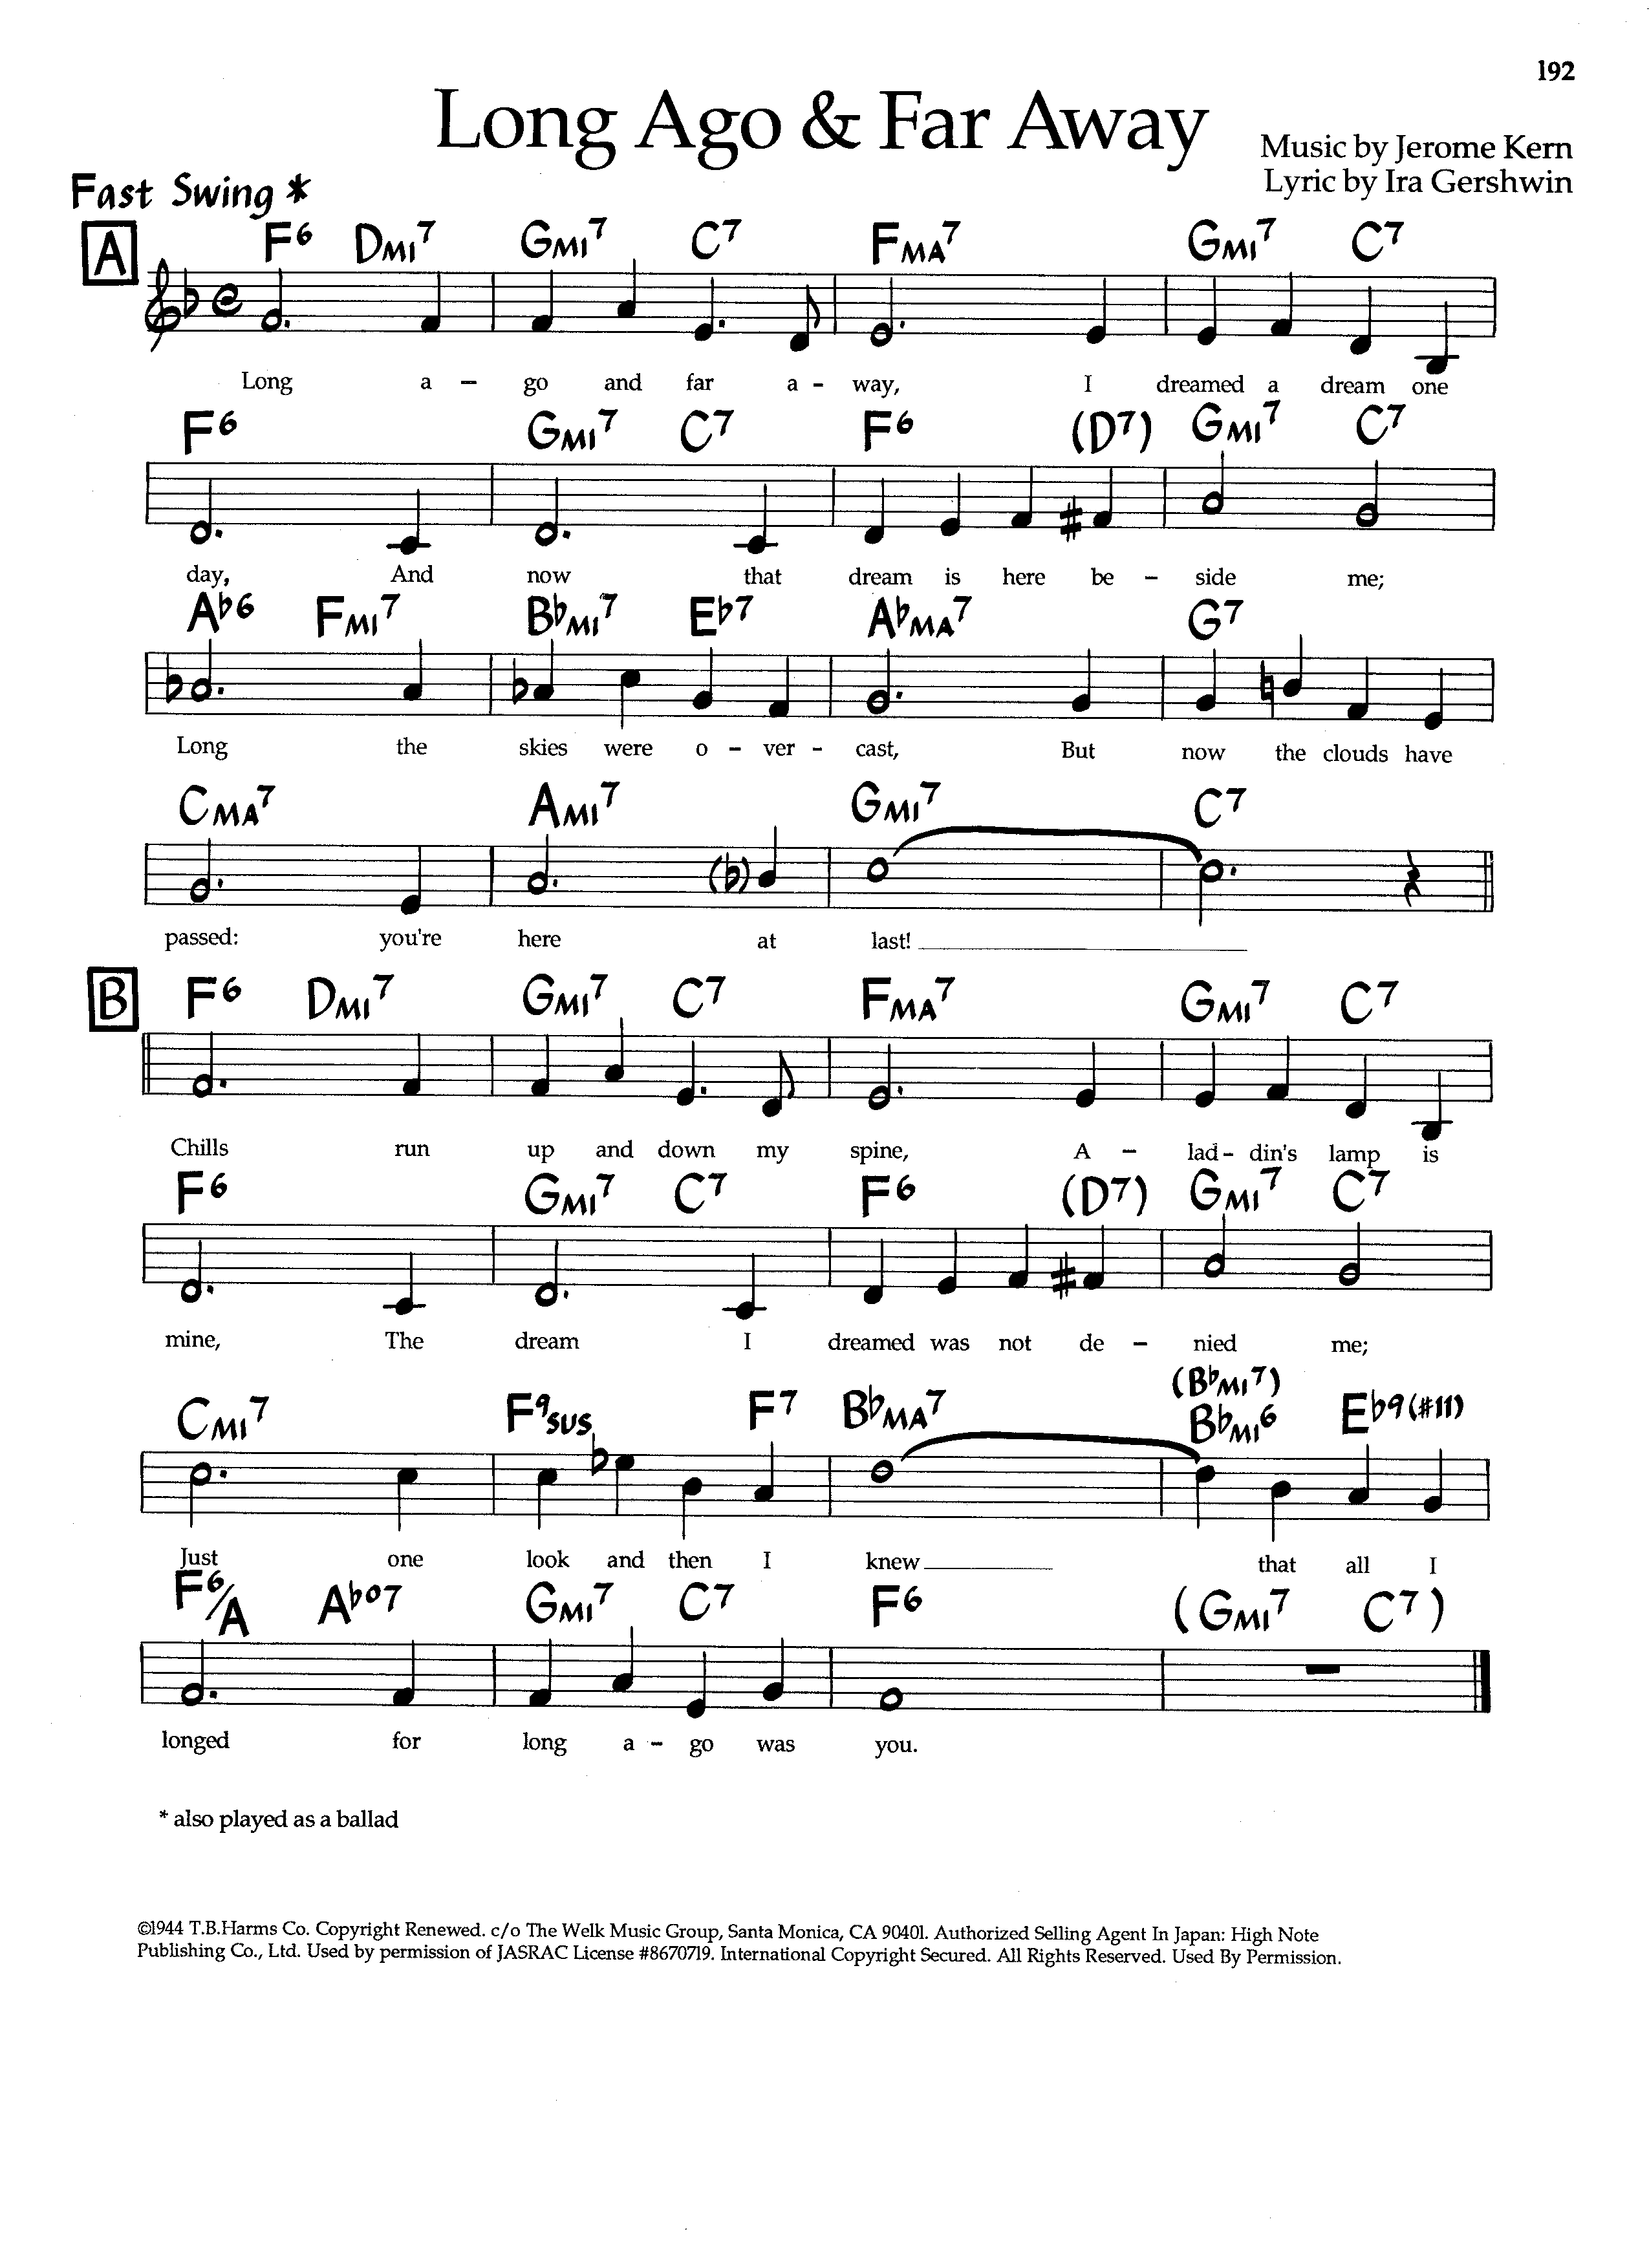 192
Long Ago & Far Away
Music by Jerome Kern
Lyric by Ira Gershwin
Fast Swing *
A
F6 DMI7 GMI7 C7 FMA7 GMI7 C7
Long a - go and far a - way, I dreamed a dream one
F6 GMI7 C7 F6 (D7) GMI7 C7
day, And now that dream is here be - side me;
A♭6 FMI7 B♭MI7 E♭7 A♭MA7 G7
Long the skies were o - ver - cast, But now the clouds have
CMA7 AMI7 GMI7 C7
passed: you're here at last!
B
F6 DMI7 GMI7 C7 FMA7 GMI7 C7
Chills run up and down my spine, A - lad - din's lamp is
F6 GMI7 C7 F6 (D7) GMI7 C7
mine, The dream I dreamed was not de - nied me;
(B♭MI7)
CMI7 F9SUS F7 B♭MA7 B♭MI6 E♭9(#11)
Just one look and then I knew that all I
F6/A A♭o7 GMI7 C7 F6 (GMI7 C7)
longed for long a - go was you.
* also played as a ballad
©1944 T.B.Harms Co. Copyright Renewed. c/o The Welk Music Group, Santa Monica, CA 90401. Authorized Selling Agent In Japan: High Note
Publishing Co., Ltd. Used by permission of JASRAC License #8670719. International Copyright Secured. All Rights Reserved. Used By Permission.